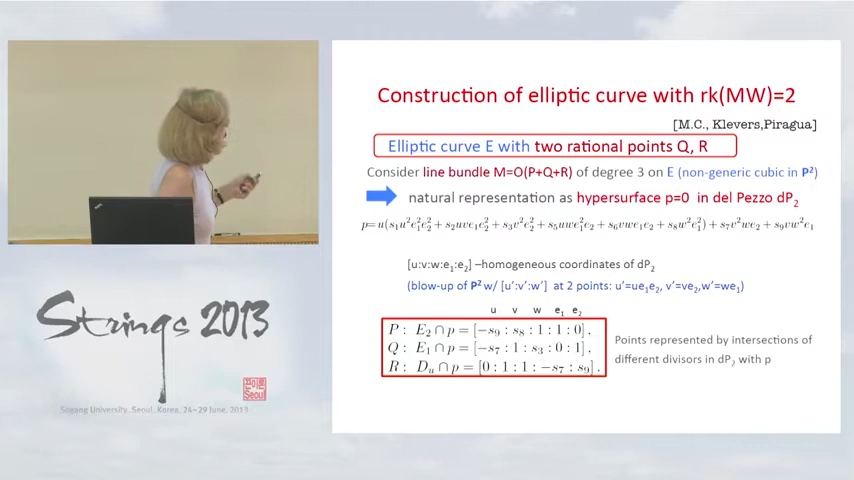 Construction of elliptic curve with rk(MW)=2
[M.C., Klevers,Piragua]
Elliptic curve E with two rational points Q, R
Consider line bundle M=O(P+Q+R) of degree 3 on E (non-generic cubic in P²)
natural representation as hypersurface p=0 in del Pezzo dP₂
p=u(s₁u²e₁²e₂² + s₂uve₁e₂² + s₃v²e₂² + s₅uwe₁²e₂ + s₆vwe₁e₂ + s₈w²e₁²) + s₇v²we₂ + s₉vw²e₁
[u:v:w:e₁:e₂] –homogeneous coordinates of dP₂
(blow-up of P² w/ [u':v':w'] at 2 points: u'=ue₁e₂, v'=ve₂,w'=we₁)
u v w e₁ e₂
P : E₂ ∩ p = [−s₉ : s₈ : 1 : 1 : 0] ,
Q : E₁ ∩ p = [−s₇ : 1 : s₃ : 0 : 1] ,
R : Dᵤ ∩ p = [0 : 1 : 1 : −s₇ : s₉] .
Points represented by intersections of
different divisors in dP₂ with p
Strings 2013
Seoul
Sogang University, Seoul, Korea, 24~29 June, 2013